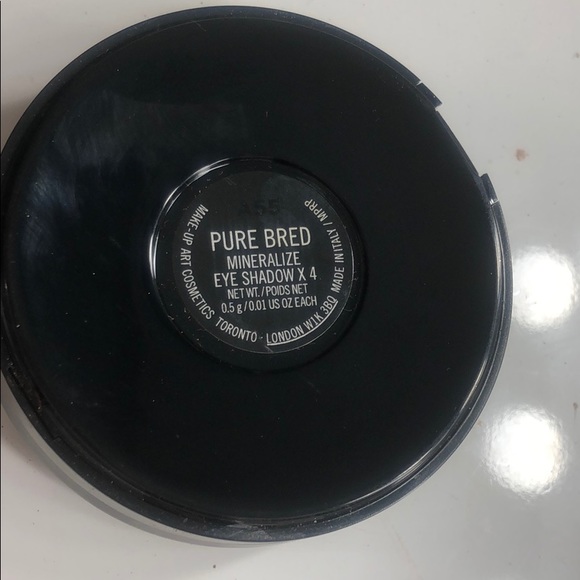 A55
PURE BRED
MINERALIZE
EYE SHADOW X 4
NET WT./POIDS NET
0.5 g/0.01 US OZ EACH
MAKE-UP ART COSMETICS TORONTO · LONDON W1K 3BQ MADE IN ITALY / MPRP